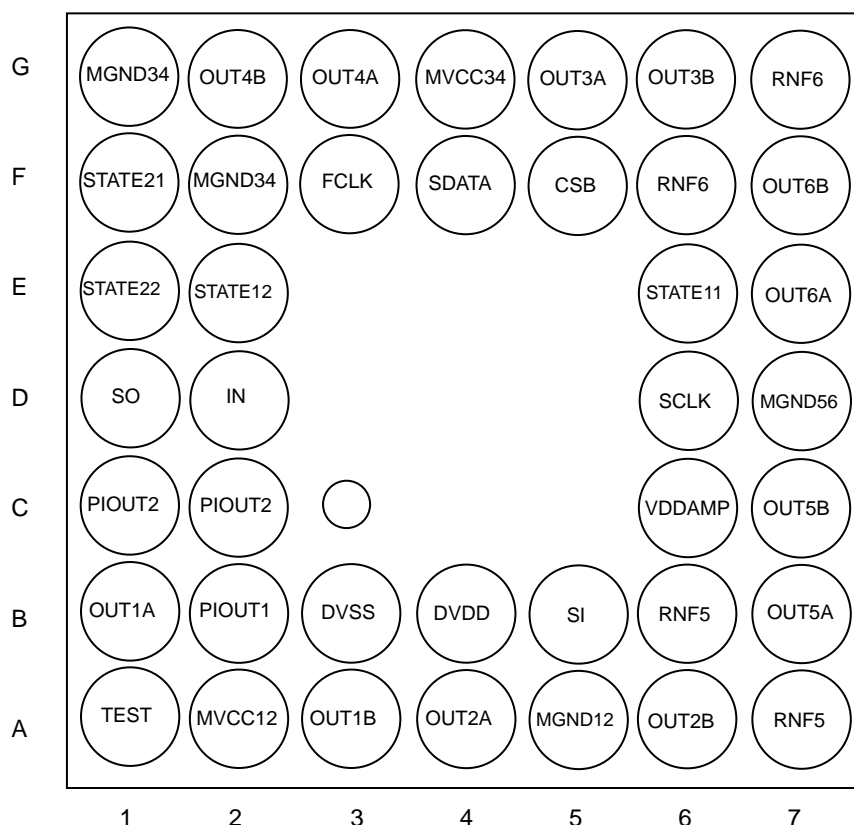 G MGND34 OUT4B OUT4A MVCC34 OUT3A OUT3B RNF6
F STATE21 MGND34 FCLK SDATA CSB RNF6 OUT6B
E STATE22 STATE12 STATE11 OUT6A
D SO IN SCLK MGND56
C PIOUT2 PIOUT2 VDDAMP OUT5B
B OUT1A PIOUT1 DVSS DVDD SI RNF5 OUT5A
A TEST MVCC12 OUT1B OUT2A MGND12 OUT2B RNF5
1 2 3 4 5 6 7